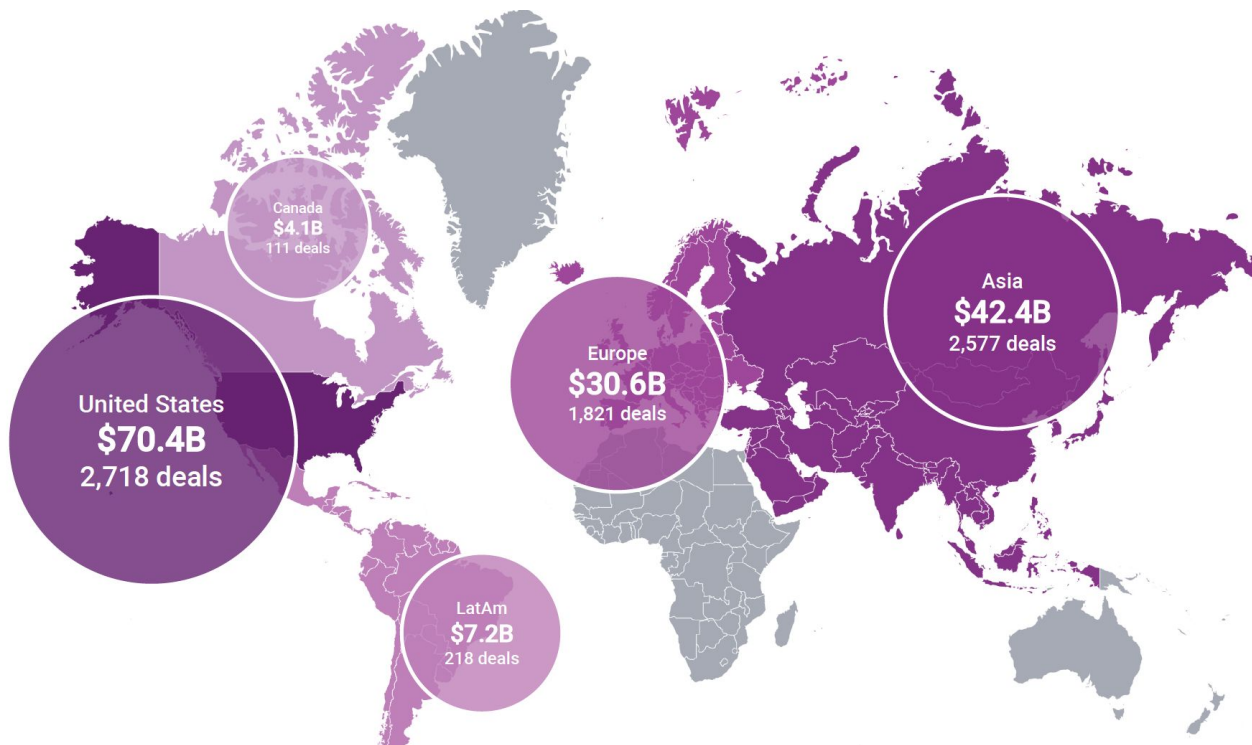 Canada
$4.1B
111 deals
United States
$70.4B
2,718 deals
LatAm
$7.2B
218 deals
Europe
$30.6B
1,821 deals
Asia
$42.4B
2,577 deals